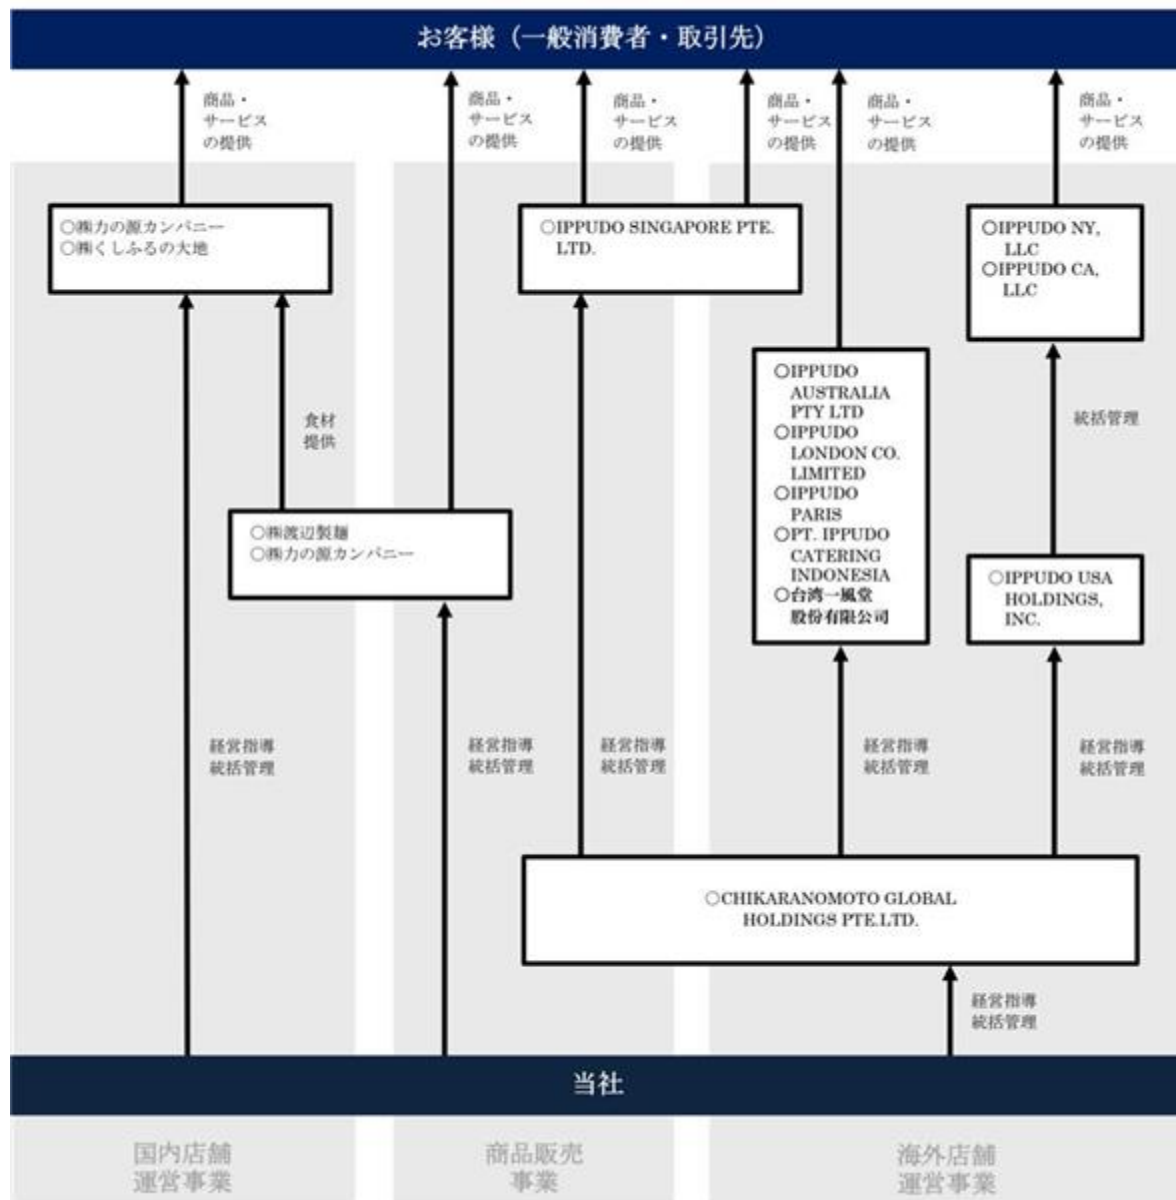 お客様（一般消費者・取引先）
商品・
サービス
の提供
商品・
サービス
の提供
商品・
サービス
の提供
商品・
サービス
の提供
商品・
サービス
の提供
商品・
サービス
の提供
○㈱力の源カンパニー
○㈱くしふるの大地
○IPPUDO SINGAPORE PTE.
LTD.
○IPPUDO NY,
LLC
○IPPUDO CA,
LLC
○IPPUDO
AUSTRALIA
PTY LTD
○IPPUDO
LONDON CO.
LIMITED
○IPPUDO
PARIS
○PT. IPPUDO
CATERING
INDONESIA
○台湾一風堂
股份有限公司
統括管理
食材
提供
○㈱渡辺製麺
○㈱力の源カンパニー
○IPPUDO USA
HOLDINGS,
INC.
経営指導
統括管理
経営指導
統括管理
経営指導
統括管理
経営指導
統括管理
経営指導
統括管理
○CHIKARANOMOTO GLOBAL
HOLDINGS PTE.LTD.
経営指導
統括管理
当社
国内店舗
運営事業
商品販売
事業
海外店舗
運営事業